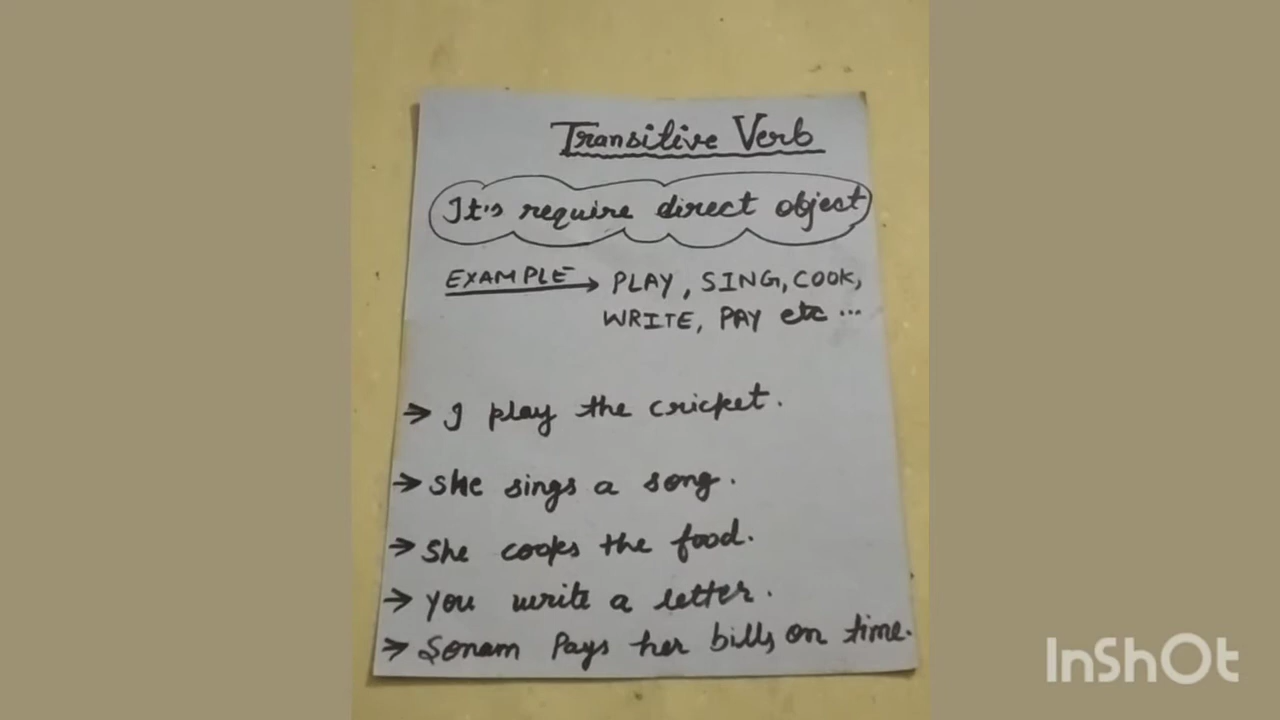 Transitive Verb
It's require direct object
EXAMPLE → PLAY, SING, COOK,
WRITE, PAY etc ...
→ I play the cricket.
→ She sings a song.
→ She cooks the food.
→ You write a letter.
→ Sonam Pays her bills on time.
InShOt